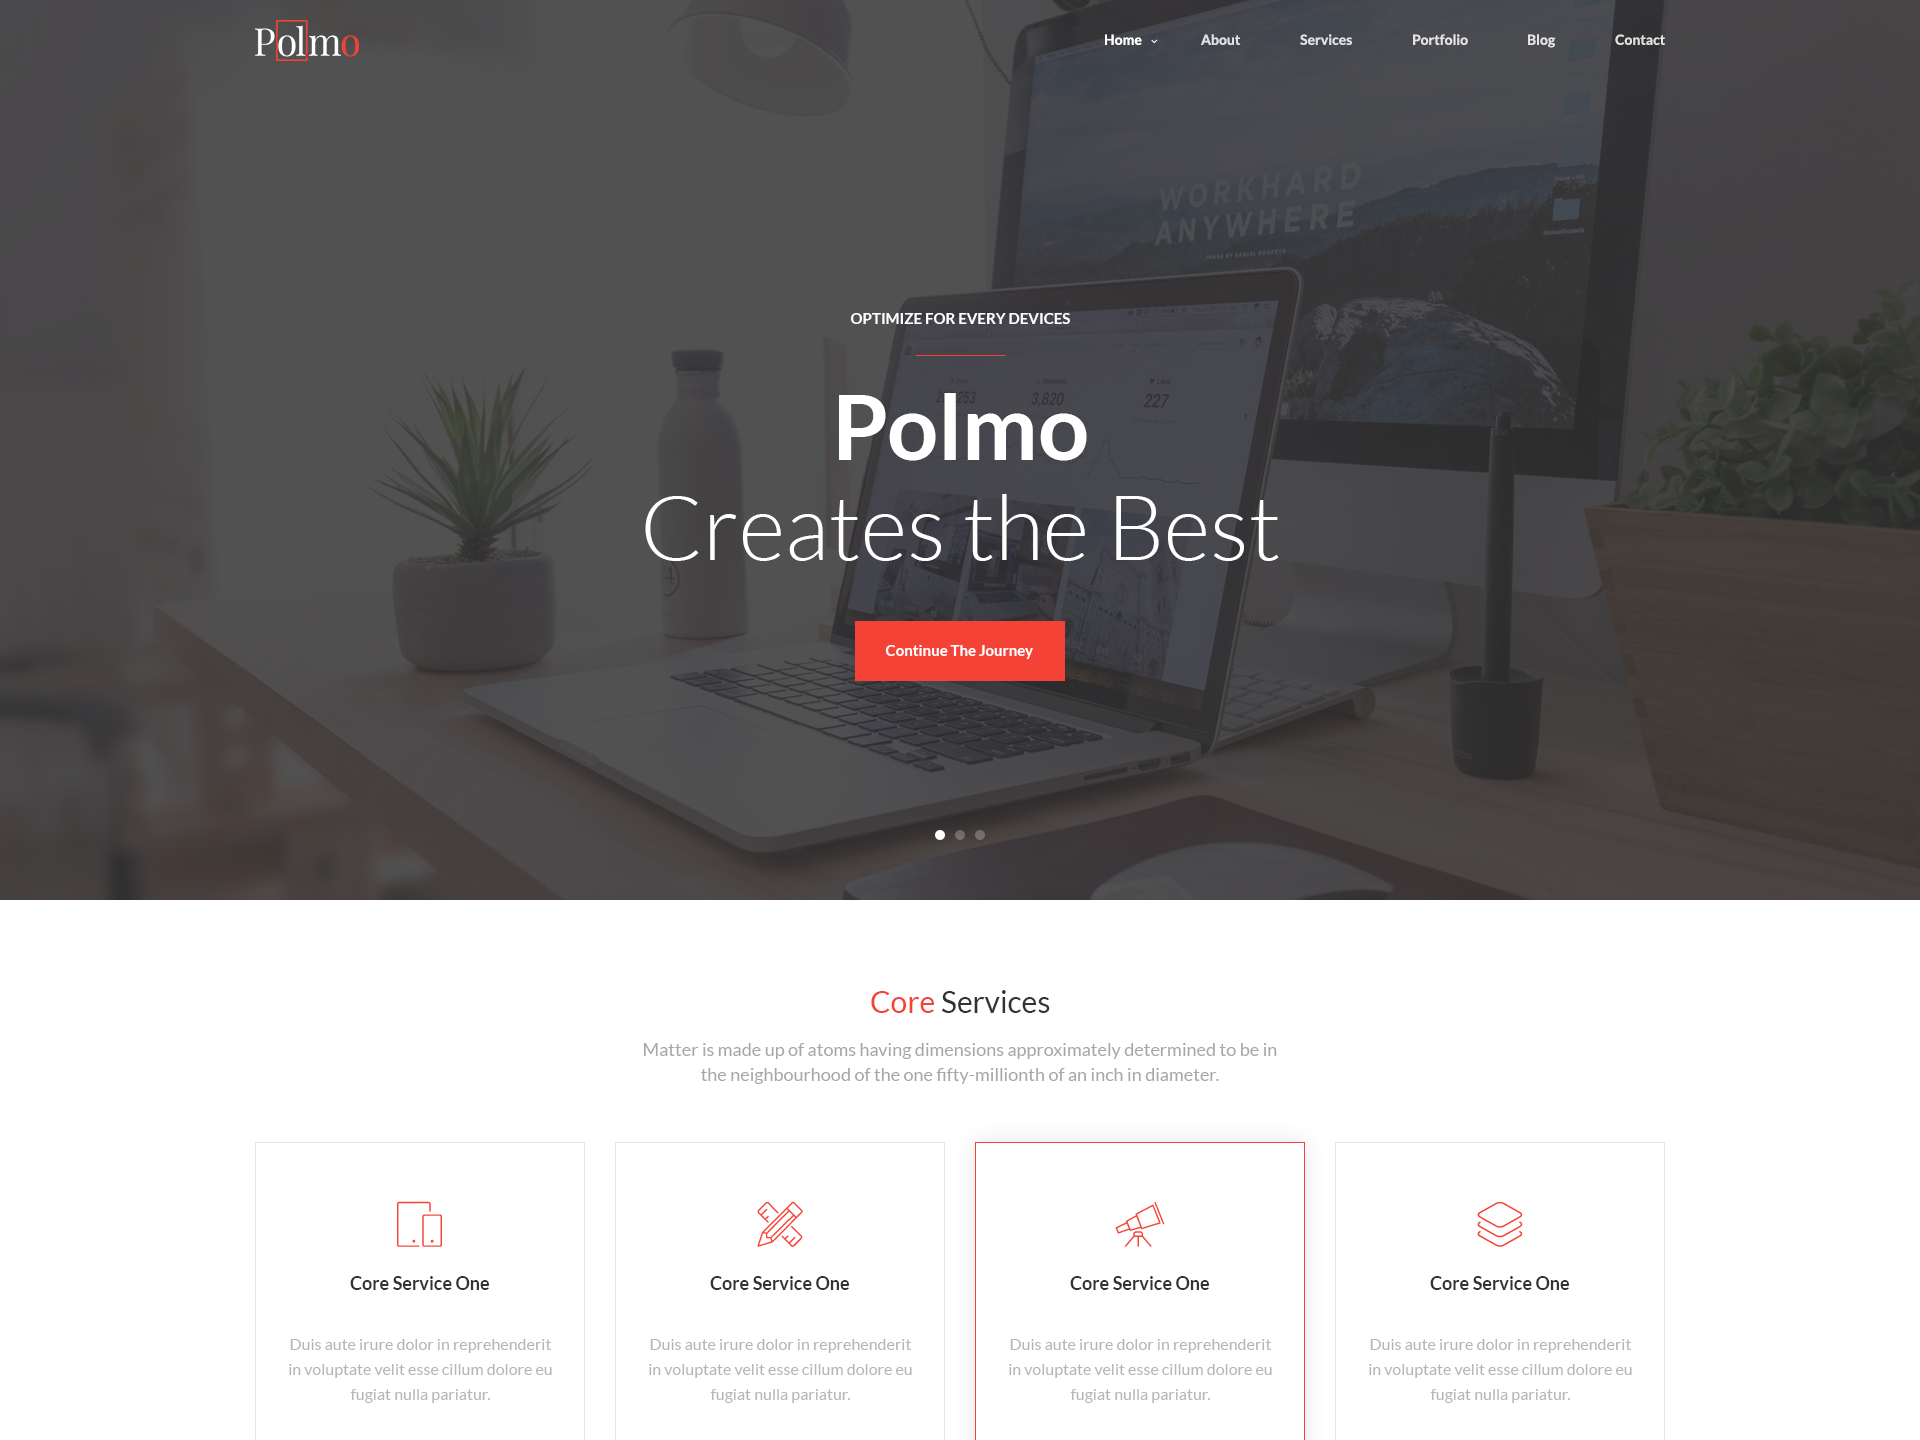 Polmo
Home
About
Services
Portfolio
Blog
Contact
WORKHARD
ANYWHERE
OPTIMIZE FOR EVERY DEVICES
3,820
227
Polmo
Creates the Best
Continue The Journey
Core Services
Matter is made up of atoms having dimensions approximately determined to be in
the neighbourhood of the one fifty-millionth of an inch in diameter.
Core Service One
Duis aute irure dolor in reprehenderit
in voluptate velit esse cillum dolore eu
fugiat nulla pariatur.
Core Service One
Duis aute irure dolor in reprehenderit
in voluptate velit esse cillum dolore eu
fugiat nulla pariatur.
Core Service One
Duis aute irure dolor in reprehenderit
in voluptate velit esse cillum dolore eu
fugiat nulla pariatur.
Core Service One
Duis aute irure dolor in reprehenderit
in voluptate velit esse cillum dolore eu
fugiat nulla pariatur.